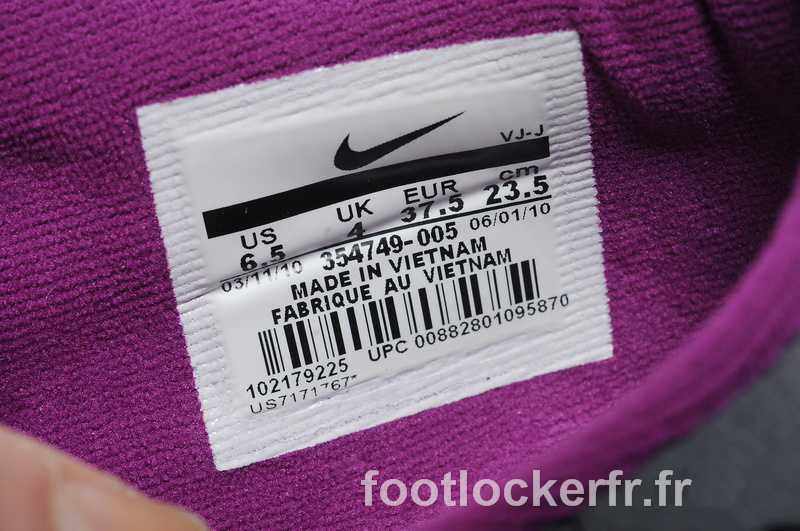 VJ-J
US UK EUR cm
6.5 4 37.5 23.5
03/11/10 354749-005 06/01/10
MADE IN VIETNAM
FABRIQUE AU VIETNAM
102179225 UPC 00882801095870
US7171767*
footlockerfr.fr